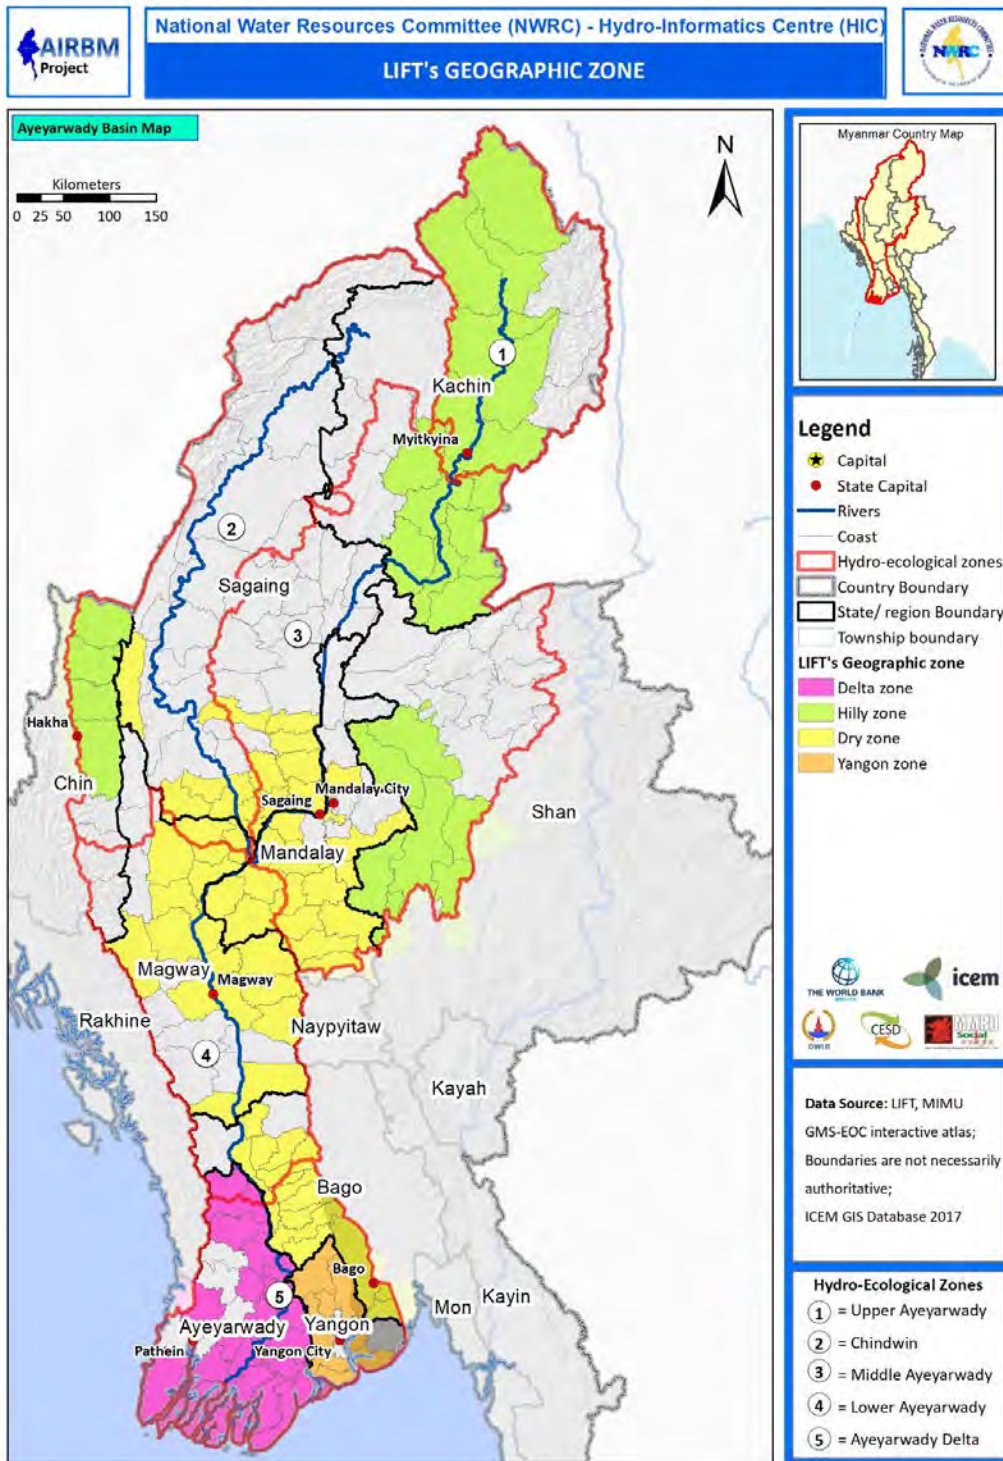 AIRBM
Project
National Water Resources Committee (NWRC) - Hydro-Informatics Centre (HIC)
LIFT's GEOGRAPHIC ZONE
NWRC
Ayeyarwady Basin Map
Kilometers
0 25 50 100 150
N
1
Kachin
Myitkyina
2
Sagaing
3
Hakha
Chin
Mandalay City
Sagaing
Shan
Mandalay
Magway
Magway
Rakhine
Naypyitaw
4
Kayah
Bago
Bago
5
Mon
Kayin
Ayeyarwady
Yangon
Pathein
Yangon City
Myanmar Country Map
Legend
Capital
State Capital
Rivers
Coast
Hydro-ecological zones
Country Boundary
State/ region Boundary
Township boundary
LIFT's Geographic zone
Delta zone
Hilly zone
Dry zone
Yangon zone
THE WORLD BANK
icem
DWIR
CESD
MMRD
Social
Data Source: LIFT, MIMU
GMS-EOC interactive atlas;
Boundaries are not necessarily
authoritative;
ICEM GIS Database 2017
Hydro-Ecological Zones
1 = Upper Ayeyarwady
2 = Chindwin
3 = Middle Ayeyarwady
4 = Lower Ayeyarwady
5 = Ayeyarwady Delta